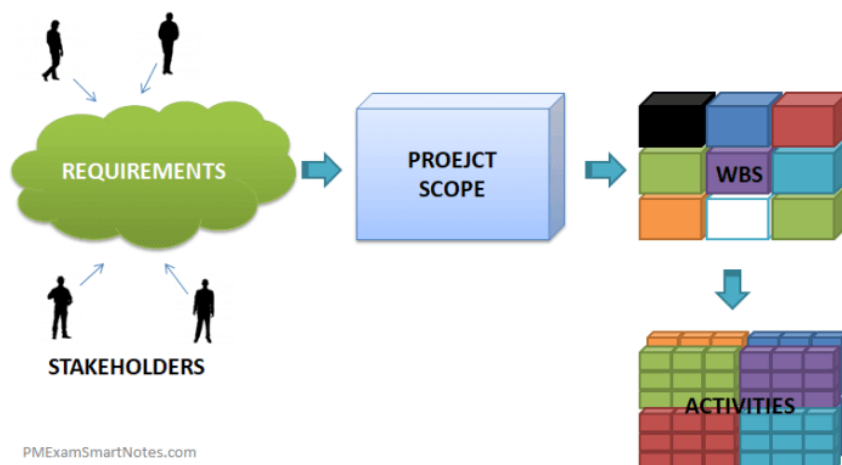 REQUIREMENTS
PROEJCT
SCOPE
WBS
STAKEHOLDERS
ACTIVITIES
PMExamSmartNotes.com